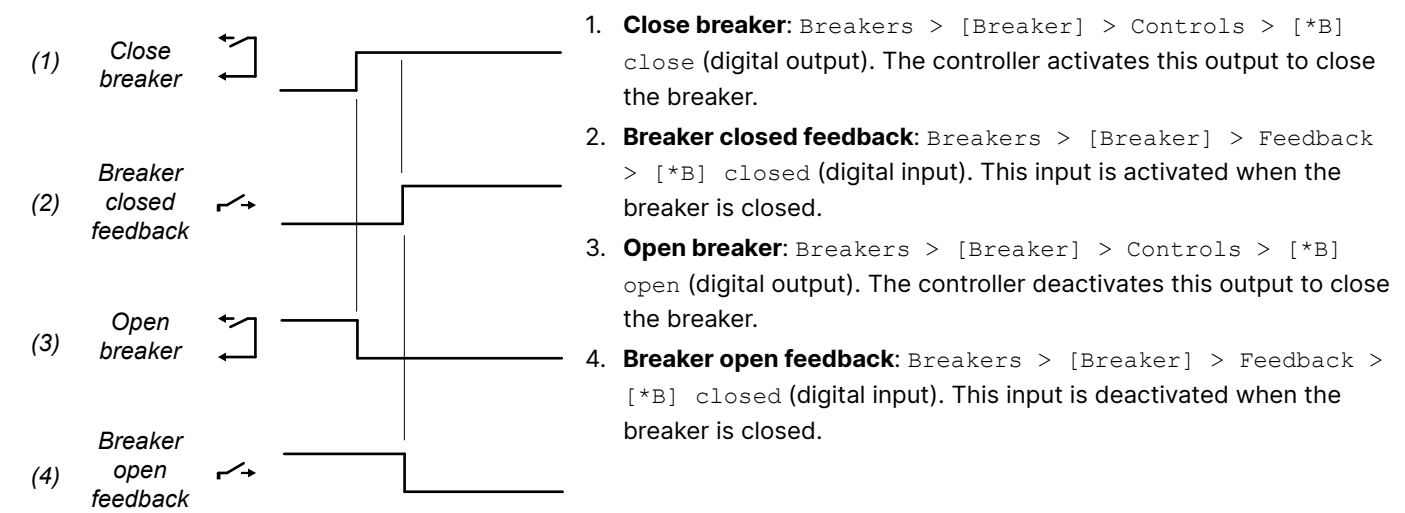 (1) Close breaker
(2) Breaker closed feedback
(3) Open breaker
(4) Breaker open feedback
1. Close breaker: Breakers > [Breaker] > Controls > [*B]
close (digital output). The controller activates this output to close
the breaker.
2. Breaker closed feedback: Breakers > [Breaker] > Feedback
> [*B] closed (digital input). This input is activated when the
breaker is closed.
3. Open breaker: Breakers > [Breaker] > Controls > [*B]
open (digital output). The controller deactivates this output to close
the breaker.
4. Breaker open feedback: Breakers > [Breaker] > Feedback >
[*B] closed (digital input). This input is deactivated when the
breaker is closed.